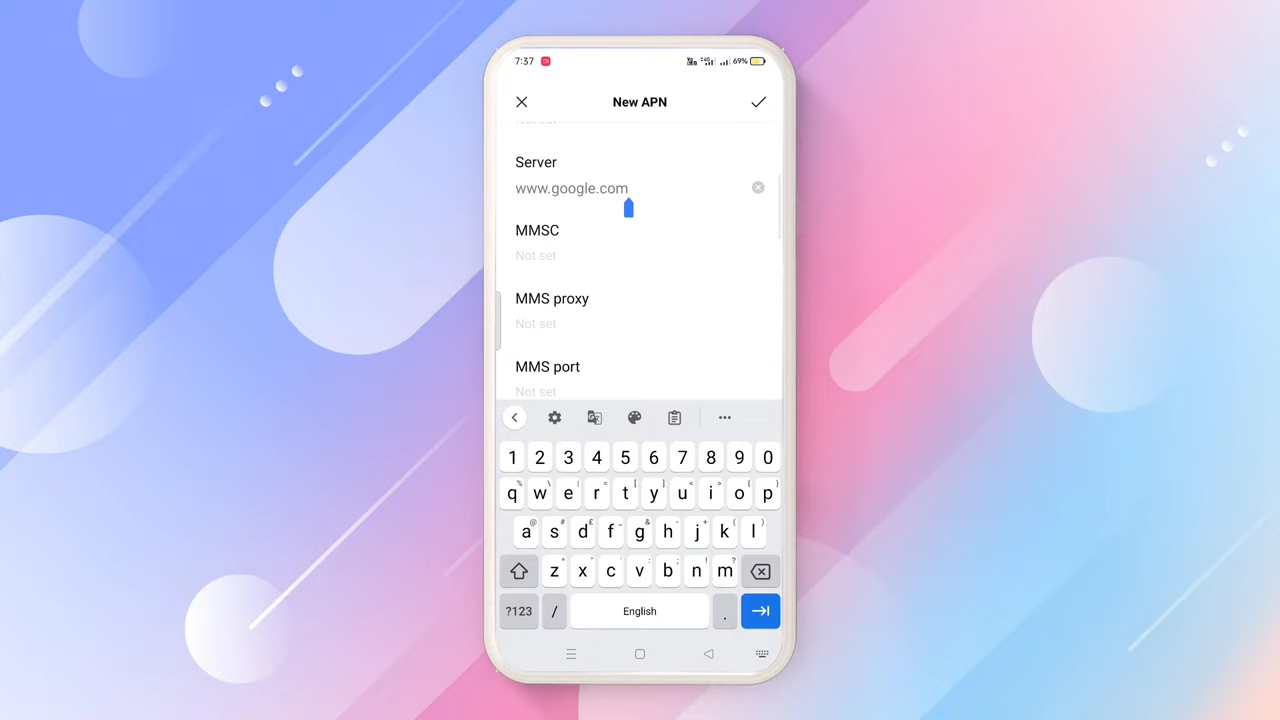 7:37
69%
New APN
Server
www.google.com
MMSC
Not set
MMS proxy
Not set
MMS port
Not set
1 2 3 4 5 6 7 8 9 0
q w e r t y u i o p
a s d f g h j k l
z x c v b n m
?123 / English .